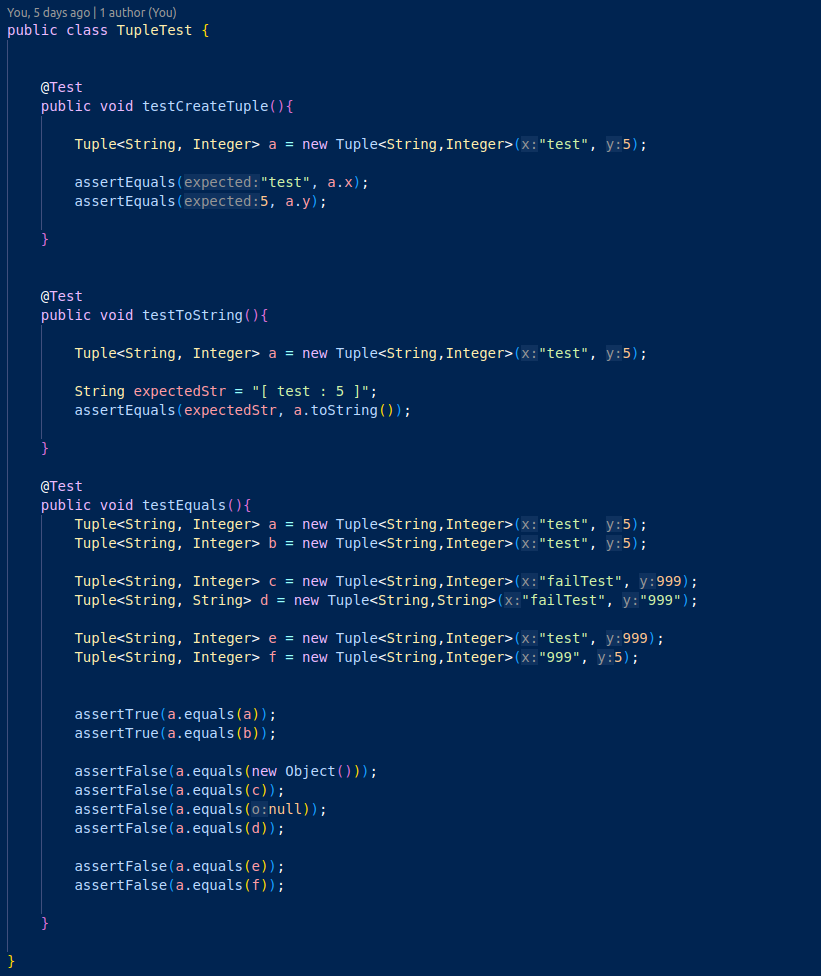 You, 5 days ago | 1 author (You)
public class TupleTest {
@Test
public void testCreateTuple(){
Tuple<String, Integer> a = new Tuple<String,Integer>(x:"test", y:5);
assertEquals(expected:"test", a.x);
assertEquals(expected:5, a.y);
}
@Test
public void testToString(){
Tuple<String, Integer> a = new Tuple<String,Integer>(x:"test", y:5);
String expectedStr = "[ test : 5 ]";
assertEquals(expectedStr, a.toString());
}
@Test
public void testEquals(){
Tuple<String, Integer> a = new Tuple<String,Integer>(x:"test", y:5);
Tuple<String, Integer> b = new Tuple<String,Integer>(x:"test", y:5);
Tuple<String, Integer> c = new Tuple<String,Integer>(x:"failTest", y:999);
Tuple<String, String> d = new Tuple<String,String>(x:"failTest", y:"999");
Tuple<String, Integer> e = new Tuple<String,Integer>(x:"test", y:999);
Tuple<String, Integer> f = new Tuple<String,Integer>(x:"999", y:5);
assertTrue(a.equals(a));
assertTrue(a.equals(b));
assertFalse(a.equals(new Object()));
assertFalse(a.equals(c));
assertFalse(a.equals(o:null));
assertFalse(a.equals(d));
assertFalse(a.equals(e));
assertFalse(a.equals(f));
}
}